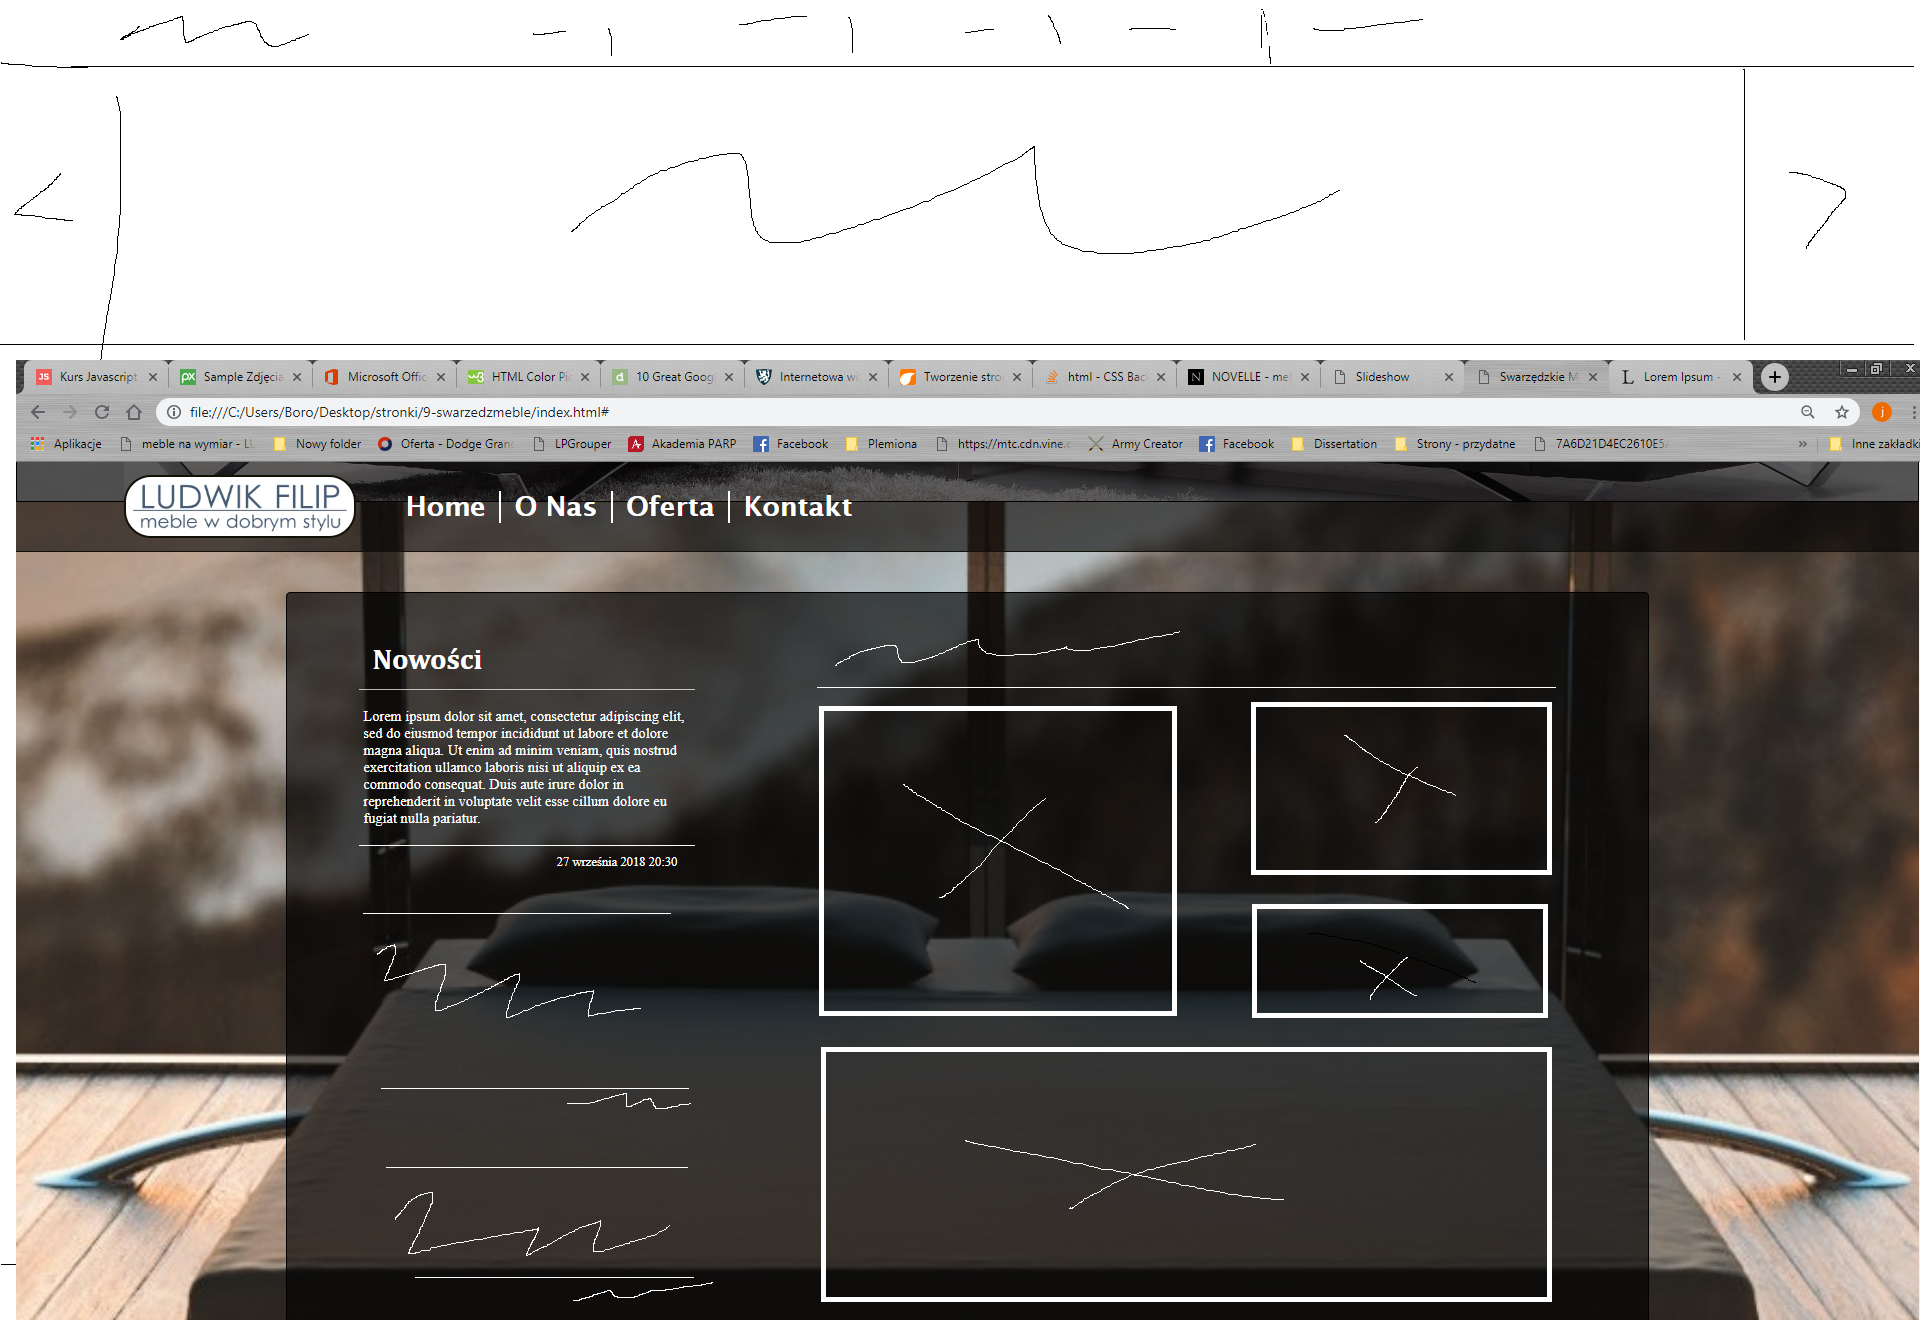 Kurs Javascript
Sample Zdjęcia
Microsoft Offic
HTML Color Pic
10 Great Goog
Internetowa wi
Tworzenie stro
html - CSS Bac
NOVELLE - mel
Slideshow
Swarzędzkie M
Lorem Ipsum -
file:///C:/Users/Boro/Desktop/stronki/9-swarzedzmeble/index.html#
Aplikacje
meble na wymiar - LU
Nowy folder
Oferta - Dodge Gran
LPGrouper
Akademia PARP
Facebook
Plemiona
https://mtc.cdn.vine.c
Army Creator
Facebook
Dissertation
Strony - przydatne
7A6D21D4EC2610E5
Inne zakładki
LUDWIK FILIP
meble w dobrym stylu
Home | O Nas | Oferta | Kontakt
Nowości
Lorem ipsum dolor sit amet, consectetur adipiscing elit,
sed do eiusmod tempor incididunt ut labore et dolore
magna aliqua. Ut enim ad minim veniam, quis nostrud
exercitation ullamco laboris nisi ut aliquip ex ea
commodo consequat. Duis aute irure dolor in
reprehenderit in voluptate velit esse cillum dolore eu
fugiat nulla pariatur.
27 września 2018 20:30